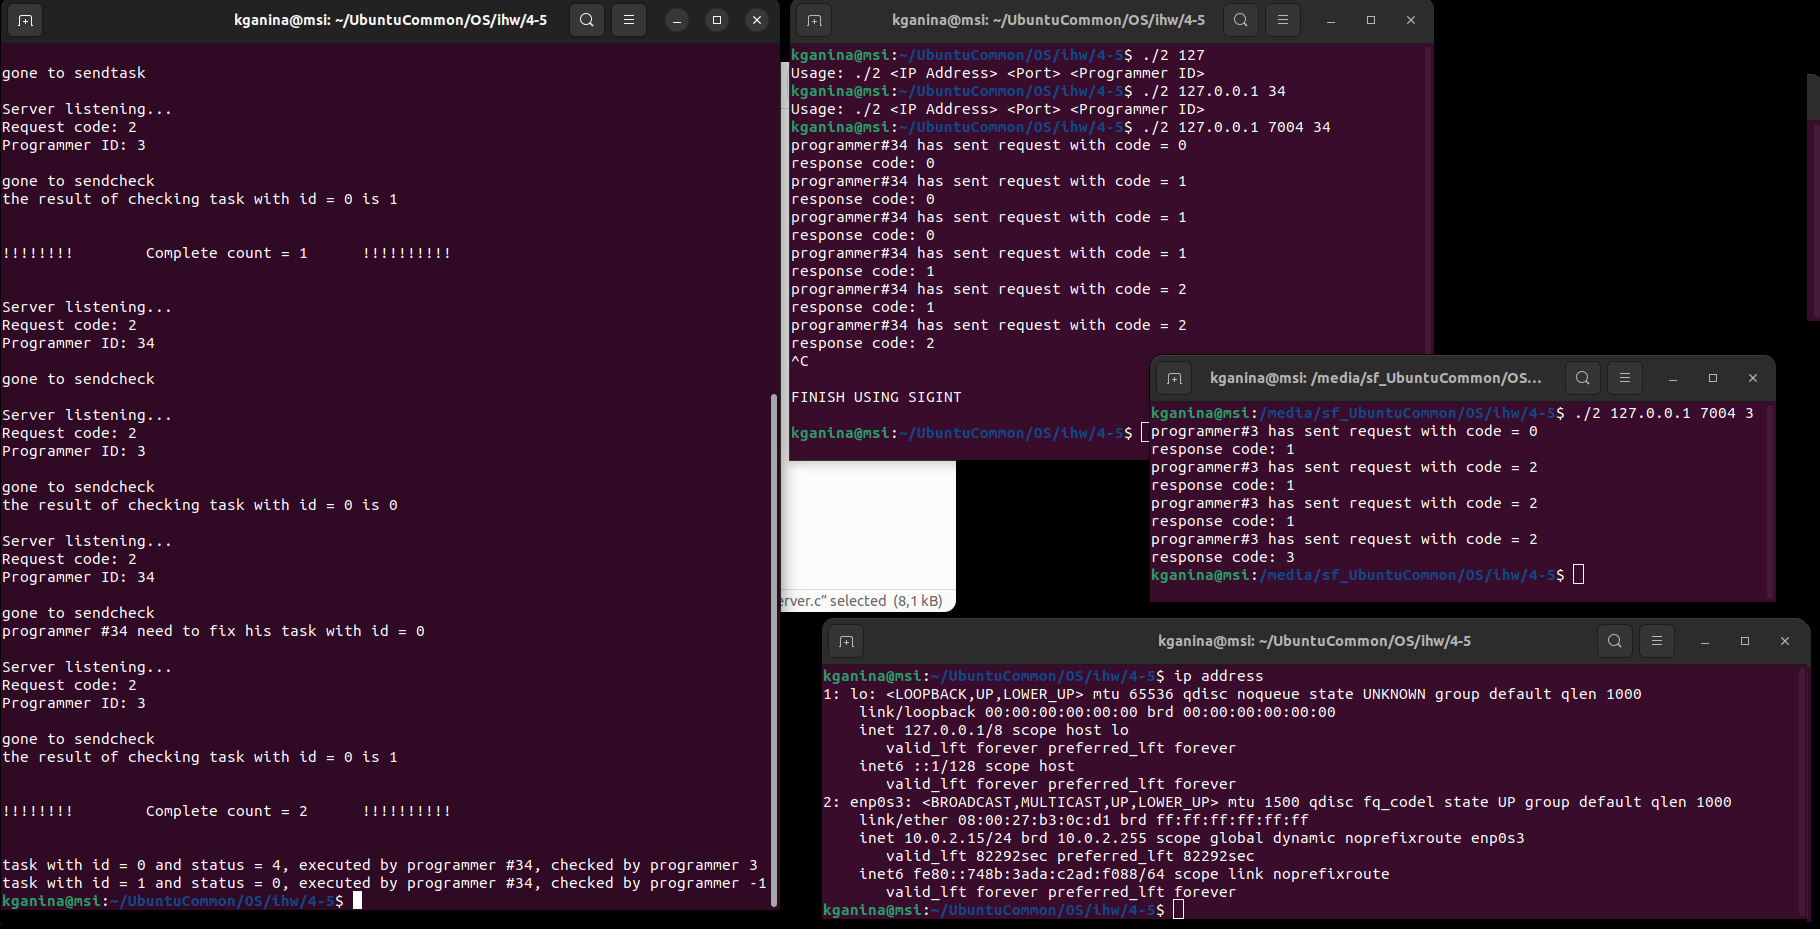 kganina@msi: ~/UbuntuCommon/OS/ihw/4-5
gone to sendtask
Server listening...
Request code: 2
Programmer ID: 3
gone to sendcheck
the result of checking task with id = 0 is 1
!!!!!!!!        Complete count = 1      !!!!!!!!!!
Server listening...
Request code: 2
Programmer ID: 34
gone to sendcheck
Server listening...
Request code: 2
Programmer ID: 3
gone to sendcheck
the result of checking task with id = 0 is 0
Server listening...
Request code: 2
Programmer ID: 34
gone to sendcheck
programmer #34 need to fix his task with id = 0
Server listening...
Request code: 2
Programmer ID: 3
gone to sendcheck
the result of checking task with id = 0 is 1
!!!!!!!!        Complete count = 2      !!!!!!!!!!
task with id = 0 and status = 4, executed by programmer #34, checked by programmer 3
task with id = 1 and status = 0, executed by programmer #34, checked by programmer -1
kganina@msi:~/UbuntuCommon/OS/ihw/4-5$
kganina@msi: ~/UbuntuCommon/OS/ihw/4-5
kganina@msi:~/UbuntuCommon/OS/ihw/4-5$ ./2 127
Usage: ./2 <IP Address> <Port> <Programmer ID>
kganina@msi:~/UbuntuCommon/OS/ihw/4-5$ ./2 127.0.0.1 34
Usage: ./2 <IP Address> <Port> <Programmer ID>
kganina@msi:~/UbuntuCommon/OS/ihw/4-5$ ./2 127.0.0.1 7004 34
programmer#34 has sent request with code = 0
response code: 0
programmer#34 has sent request with code = 1
response code: 0
programmer#34 has sent request with code = 1
response code: 0
programmer#34 has sent request with code = 1
response code: 1
programmer#34 has sent request with code = 2
response code: 1
programmer#34 has sent request with code = 2
response code: 2
^C
FINISH USING SIGINT
kganina@msi:~/UbuntuCommon/OS/ihw/4-5$
kganina@msi: /media/sf_UbuntuCommon/OS...
kganina@msi:/media/sf_UbuntuCommon/OS/ihw/4-5$ ./2 127.0.0.1 7004 3
programmer#3 has sent request with code = 0
response code: 1
programmer#3 has sent request with code = 2
response code: 1
programmer#3 has sent request with code = 2
response code: 1
programmer#3 has sent request with code = 2
response code: 3
kganina@msi:/media/sf_UbuntuCommon/OS/ihw/4-5$
erver.c” selected (8,1 kB)
kganina@msi: ~/UbuntuCommon/OS/ihw/4-5
kganina@msi:~/UbuntuCommon/OS/ihw/4-5$ ip address
1: lo: <LOOPBACK,UP,LOWER_UP> mtu 65536 qdisc noqueue state UNKNOWN group default qlen 1000
    link/loopback 00:00:00:00:00:00 brd 00:00:00:00:00:00
    inet 127.0.0.1/8 scope host lo
       valid_lft forever preferred_lft forever
    inet6 ::1/128 scope host
       valid_lft forever preferred_lft forever
2: enp0s3: <BROADCAST,MULTICAST,UP,LOWER_UP> mtu 1500 qdisc fq_codel state UP group default qlen 1000
    link/ether 08:00:27:b3:0c:d1 brd ff:ff:ff:ff:ff:ff
    inet 10.0.2.15/24 brd 10.0.2.255 scope global dynamic noprefixroute enp0s3
       valid_lft 82292sec preferred_lft 82292sec
    inet6 fe80::748b:3ada:c2ad:f088/64 scope link noprefixroute
       valid_lft forever preferred_lft forever
kganina@msi:~/UbuntuCommon/OS/ihw/4-5$